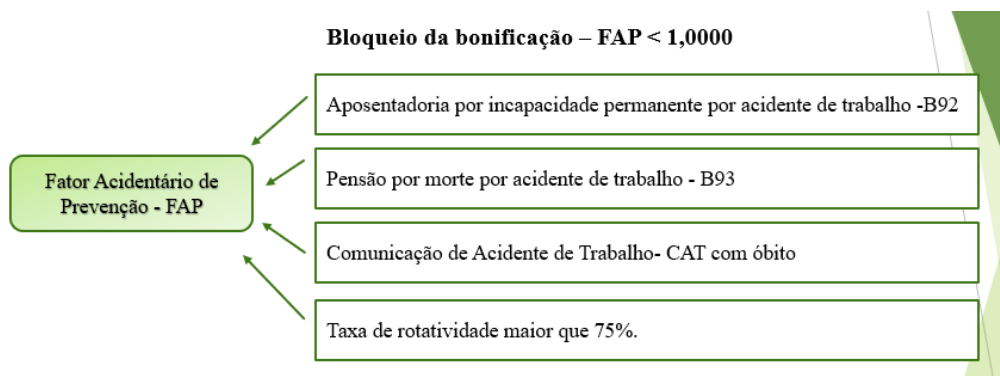 Bloqueio da bonificação – FAP < 1,0000
Aposentadoria por incapacidade permanente por acidente de trabalho -B92
Fator Acidentário de
Prevenção - FAP
Pensão por morte por acidente de trabalho - B93
Comunicação de Acidente de Trabalho- CAT com óbito
Taxa de rotatividade maior que 75%.